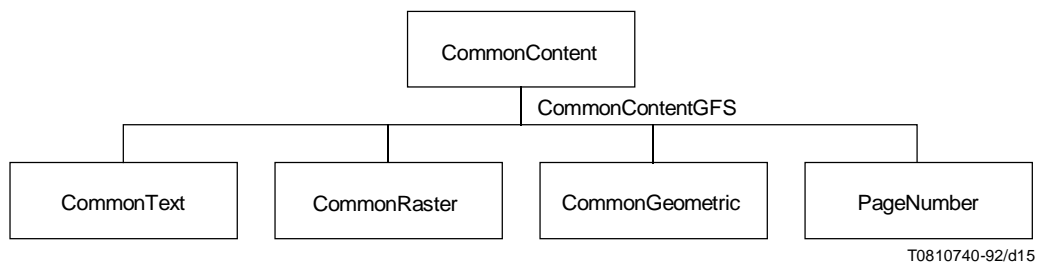 CommonContent
CommonContentGFS
CommonText
CommonRaster
CommonGeometric
PageNumber
T0810740-92/d15